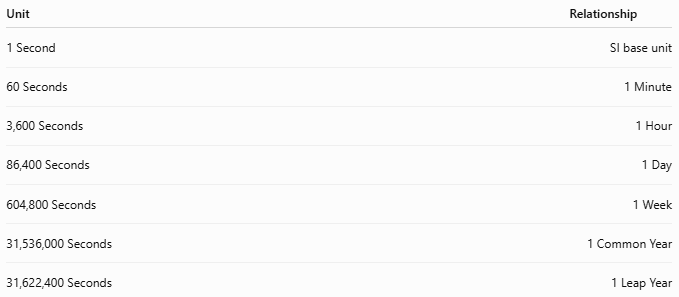 Unit Relationship
1 Second SI base unit
60 Seconds 1 Minute
3,600 Seconds 1 Hour
86,400 Seconds 1 Day
604,800 Seconds 1 Week
31,536,000 Seconds 1 Common Year
31,622,400 Seconds 1 Leap Year